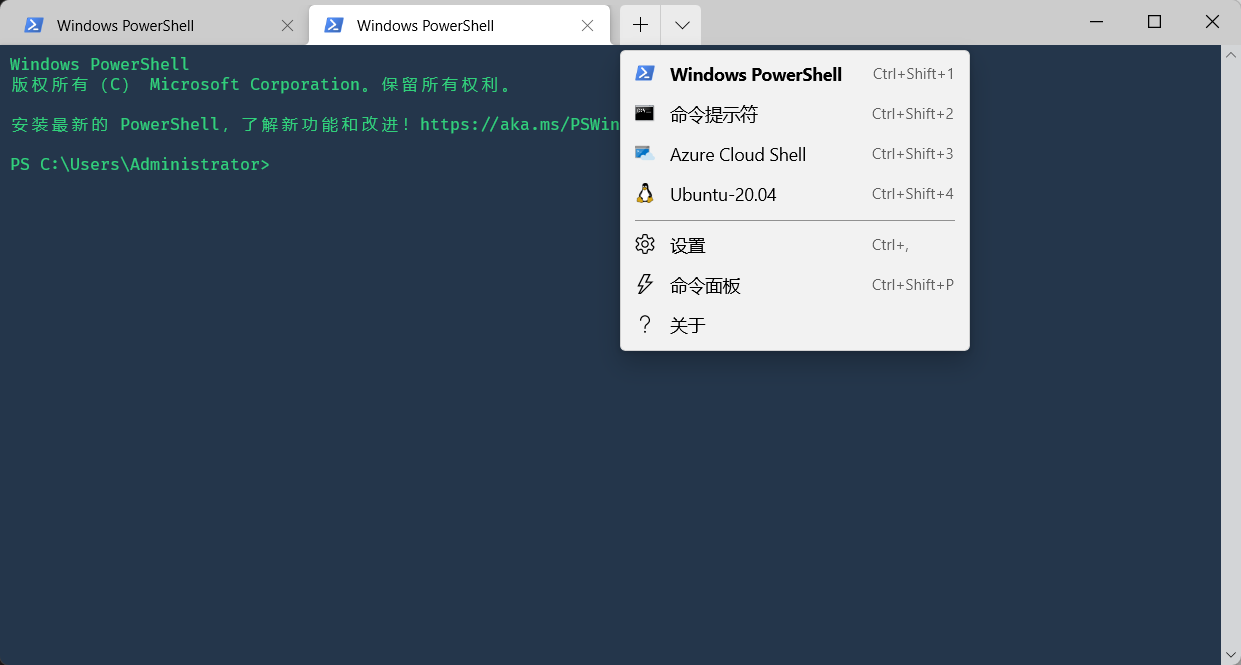 Windows PowerShell
Windows PowerShell
Windows PowerShell
版权所有 (C) Microsoft Corporation。保留所有权利。
安装最新的 PowerShell，了解新功能和改进！https://aka.ms/PSWin
PS C:\Users\Administrator>
Windows PowerShell Ctrl+Shift+1
命令提示符 Ctrl+Shift+2
Azure Cloud Shell Ctrl+Shift+3
Ubuntu-20.04 Ctrl+Shift+4
设置 Ctrl+,
命令面板 Ctrl+Shift+P
关于